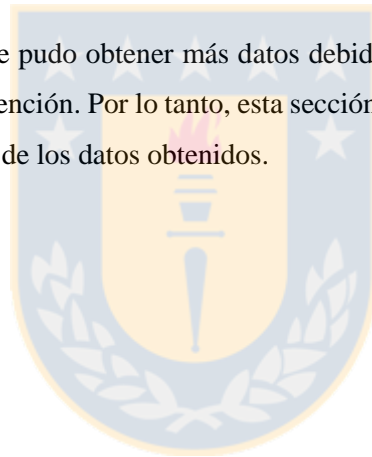 e pudo obtener más datos debid
ención. Por lo tanto, esta sección
de los datos obtenidos.